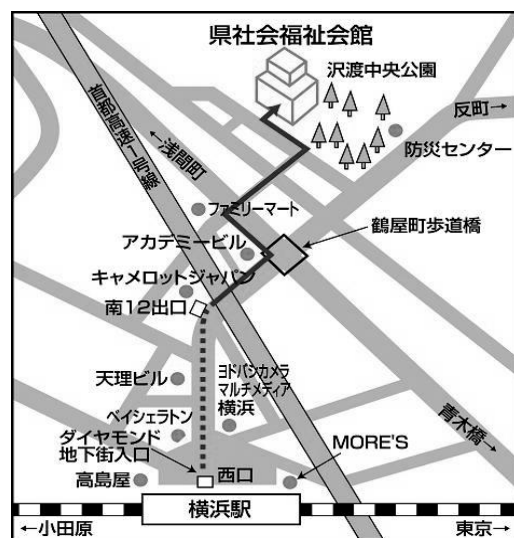 県社会福祉会館
沢渡中央公園
反町→
首都高速1号線
←浅間町
防災センター
ファミリーマート
鶴屋町歩道橋
アカデミービル
キャメロットジャパン
南12出口
ヨドバシカメラ
マルチメディア
横浜
天理ビル
ベイシェラトン
青木橋→
ダイヤモンド
地下街入口
MORE'S
高島屋
西口
横浜駅
←小田原
東京→